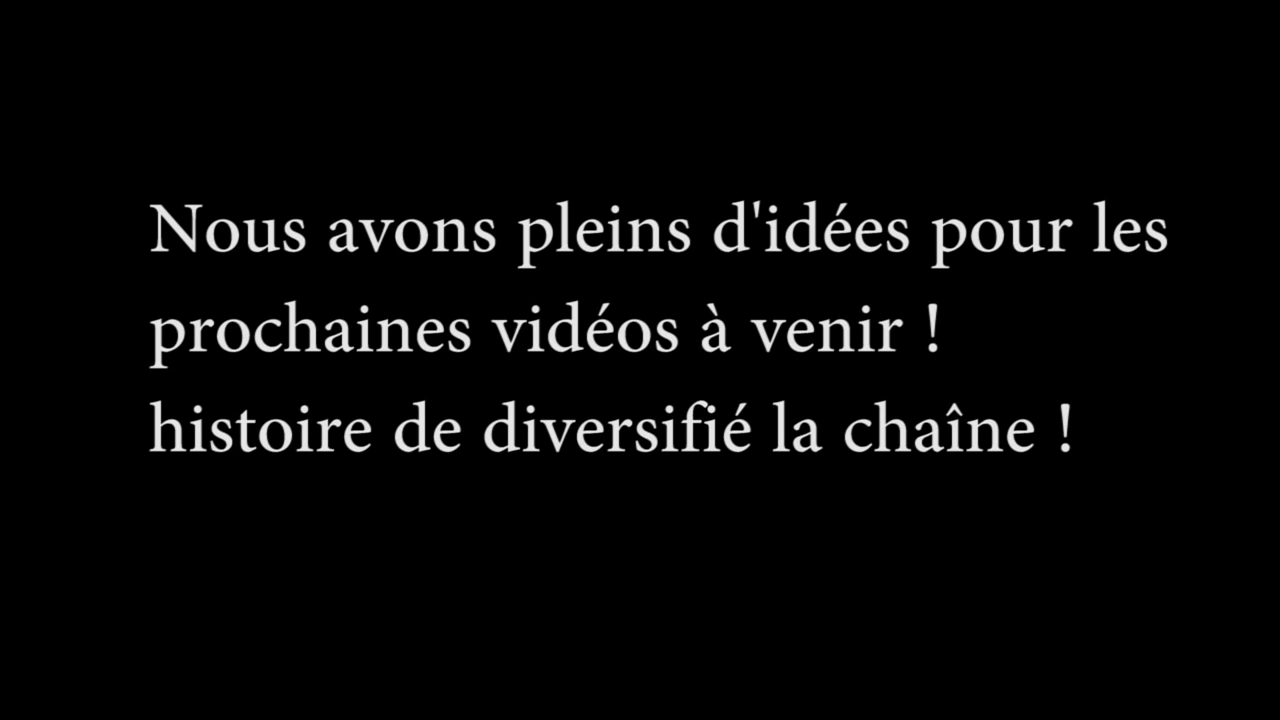 Nous avons pleins d'idées pour les
prochaines vidéos à venir !
histoire de diversifié la chaîne !